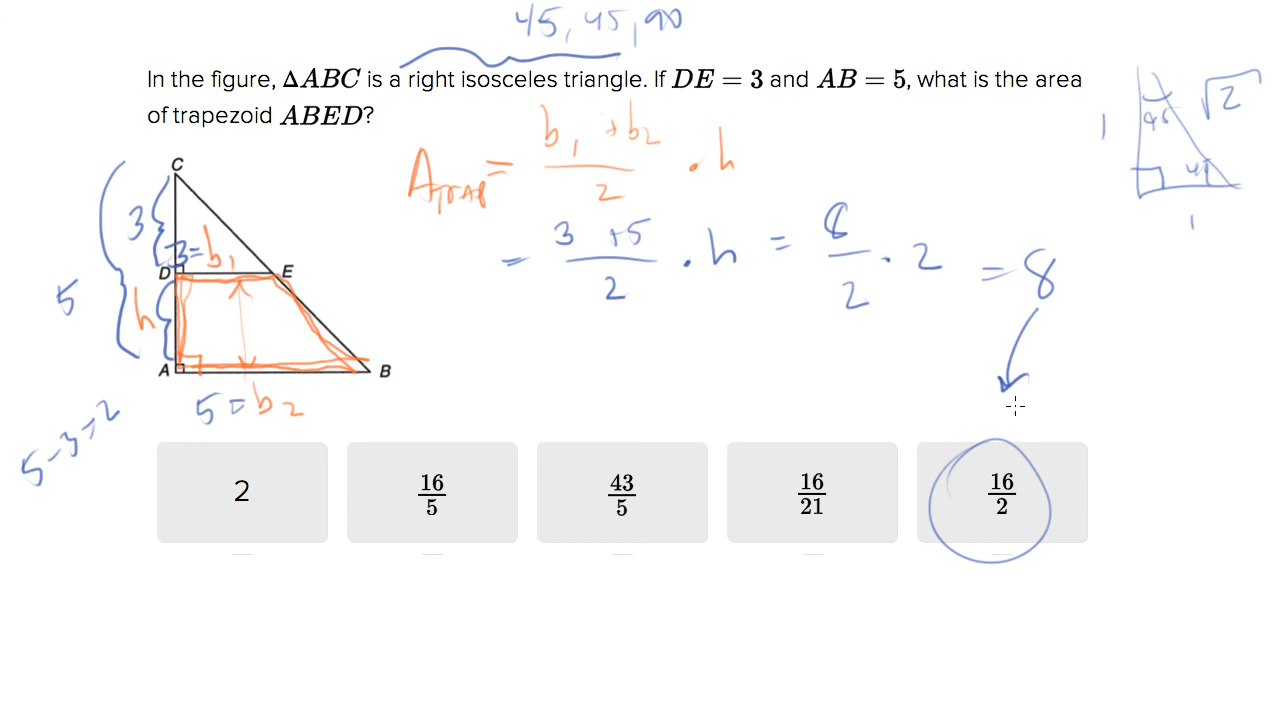 45, 45, 90
In the figure, ΔABC is a right isosceles triangle. If DE = 3 and AB = 5, what is the area
of trapezoid ABED?
1 45 √2
45
1
A_TRAP = b₁ + b₂ / 2 · h
= 3 + 5 / 2 · h = 8 / 2 · 2 = 8
C
3
3 = b₁
D E
5
h
A B
5 = b₂
5 - 3 = 2
2 16/5 43/5 16/21 16/2